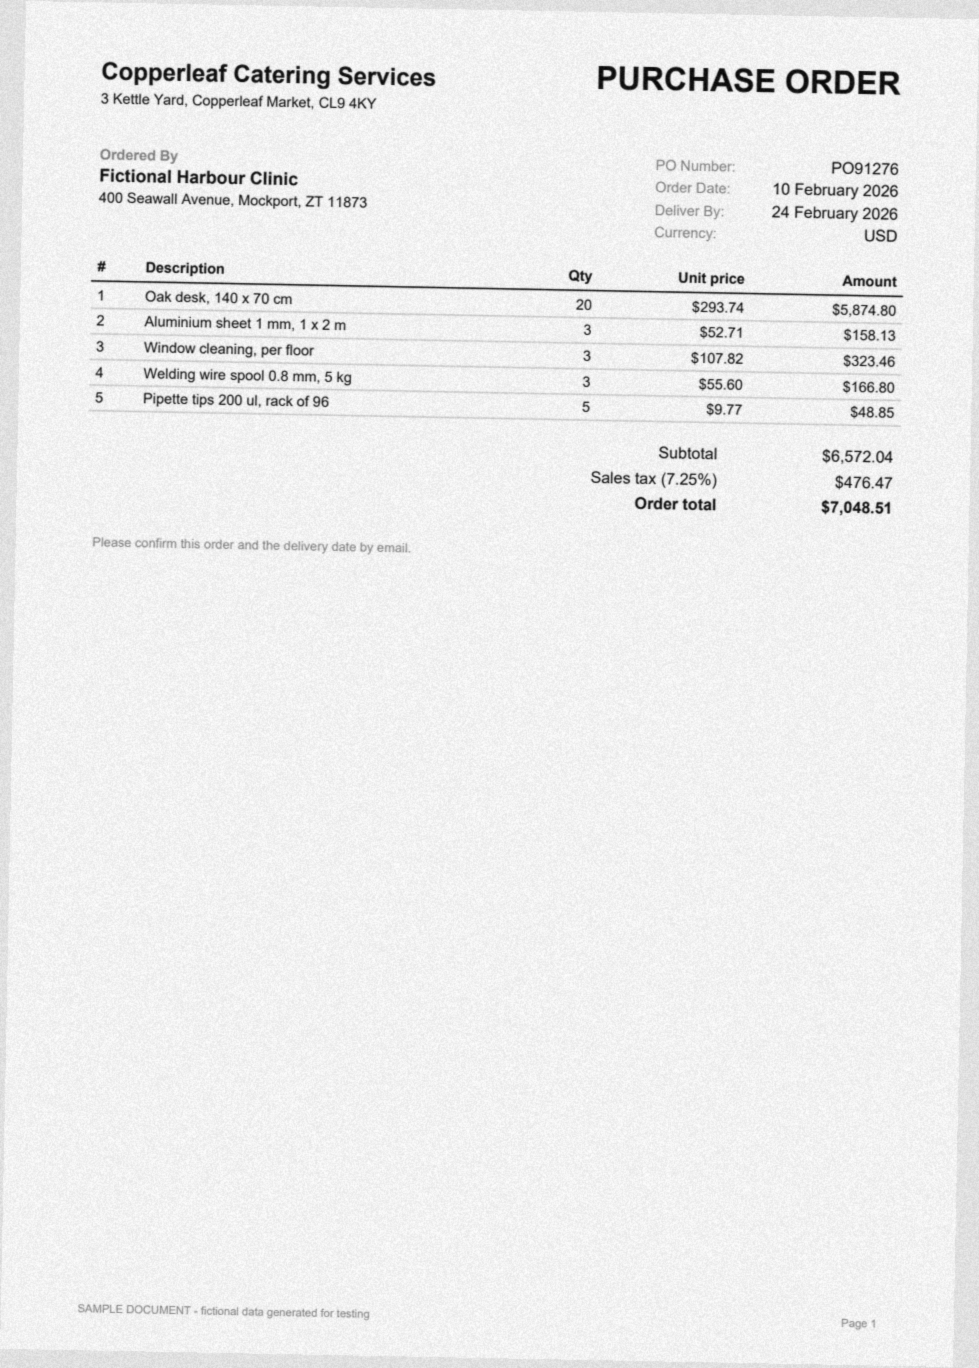 Copperleaf Catering Services
3 Kettle Yard, Copperleaf Market, CL9 4KY
PURCHASE ORDER
Ordered By
Fictional Harbour Clinic
400 Seawall Avenue, Mockport, ZT 11873
PO Number: PO91276
Order Date: 10 February 2026
Deliver By: 24 February 2026
Currency: USD
# Description Qty Unit price Amount
1 Oak desk, 140 x 70 cm 20 $293.74 $5,874.80
2 Aluminium sheet 1 mm, 1 x 2 m 3 $52.71 $158.13
3 Window cleaning, per floor 3 $107.82 $323.46
4 Welding wire spool 0.8 mm, 5 kg 3 $55.60 $166.80
5 Pipette tips 200 ul, rack of 96 5 $9.77 $48.85
Subtotal $6,572.04
Sales tax (7.25%) $476.47
Order total $7,048.51
Please confirm this order and the delivery date by email.
SAMPLE DOCUMENT - fictional data generated for testing
Page 1